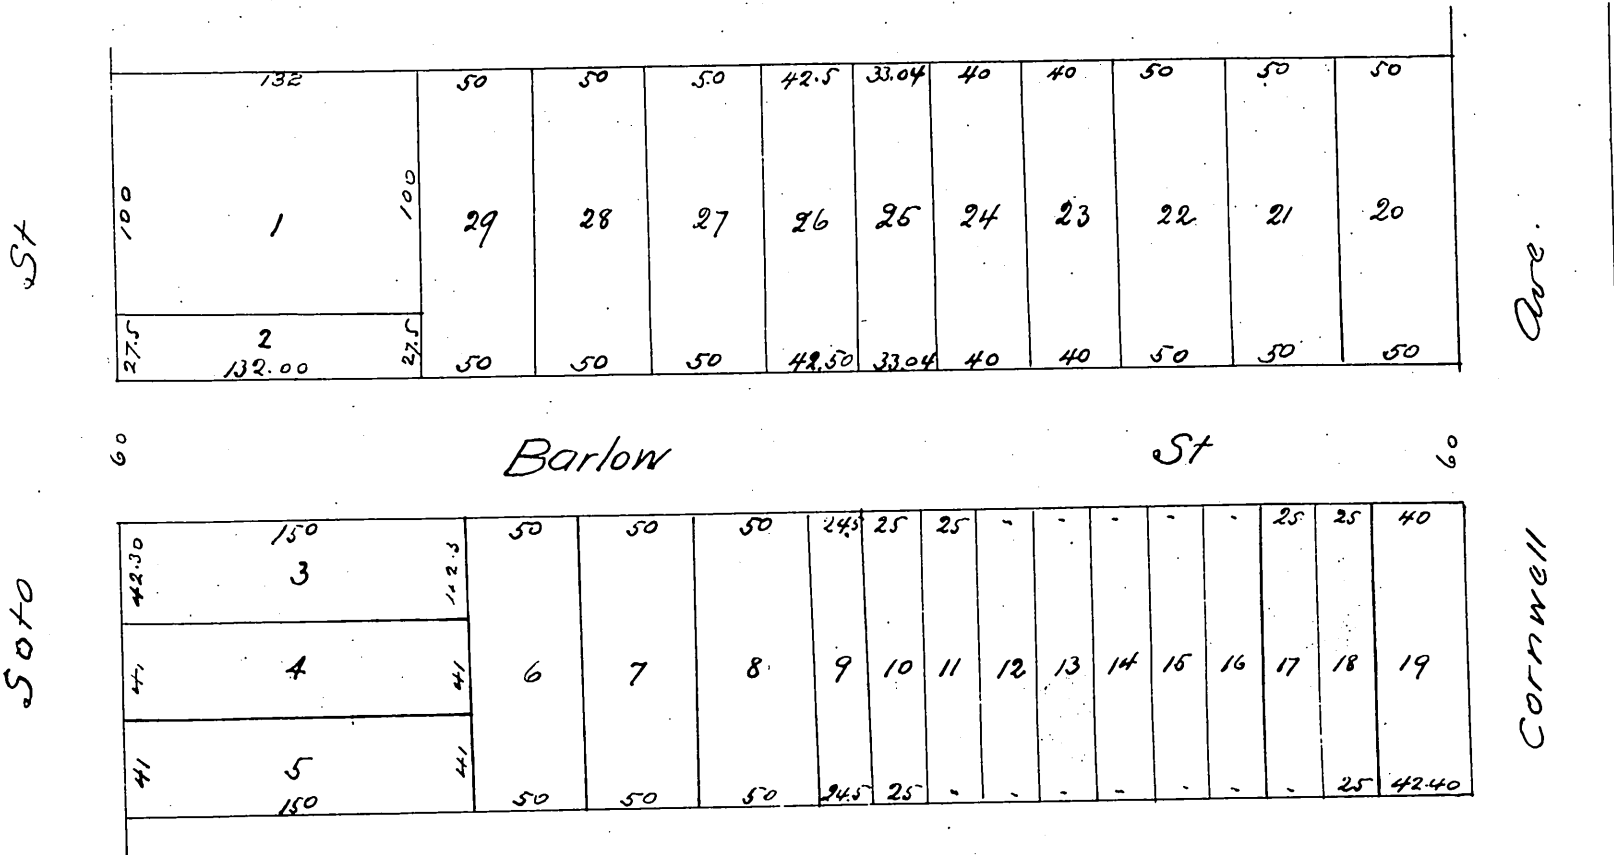 132 50 50 50 42.5 33.04 40 40 50 50 50
100 1 100 29 28 27 26 25 24 23 22 21 20
27.5 2 27.5
132.00 50 50 50 42.50 33.04 40 40 50 50 50
60 Barlow St 60
150 50 50 50 24.5 25 25 - - - - - 25 25 40
42.30 3 42.3
41 4 41 6 7 8 9 10 11 12 13 14 15 16 17 18 19
41 5 41
150 50 50 50 24.5 25 - - - - - - - 25 42.40
Soto St
Cornwell Ave.